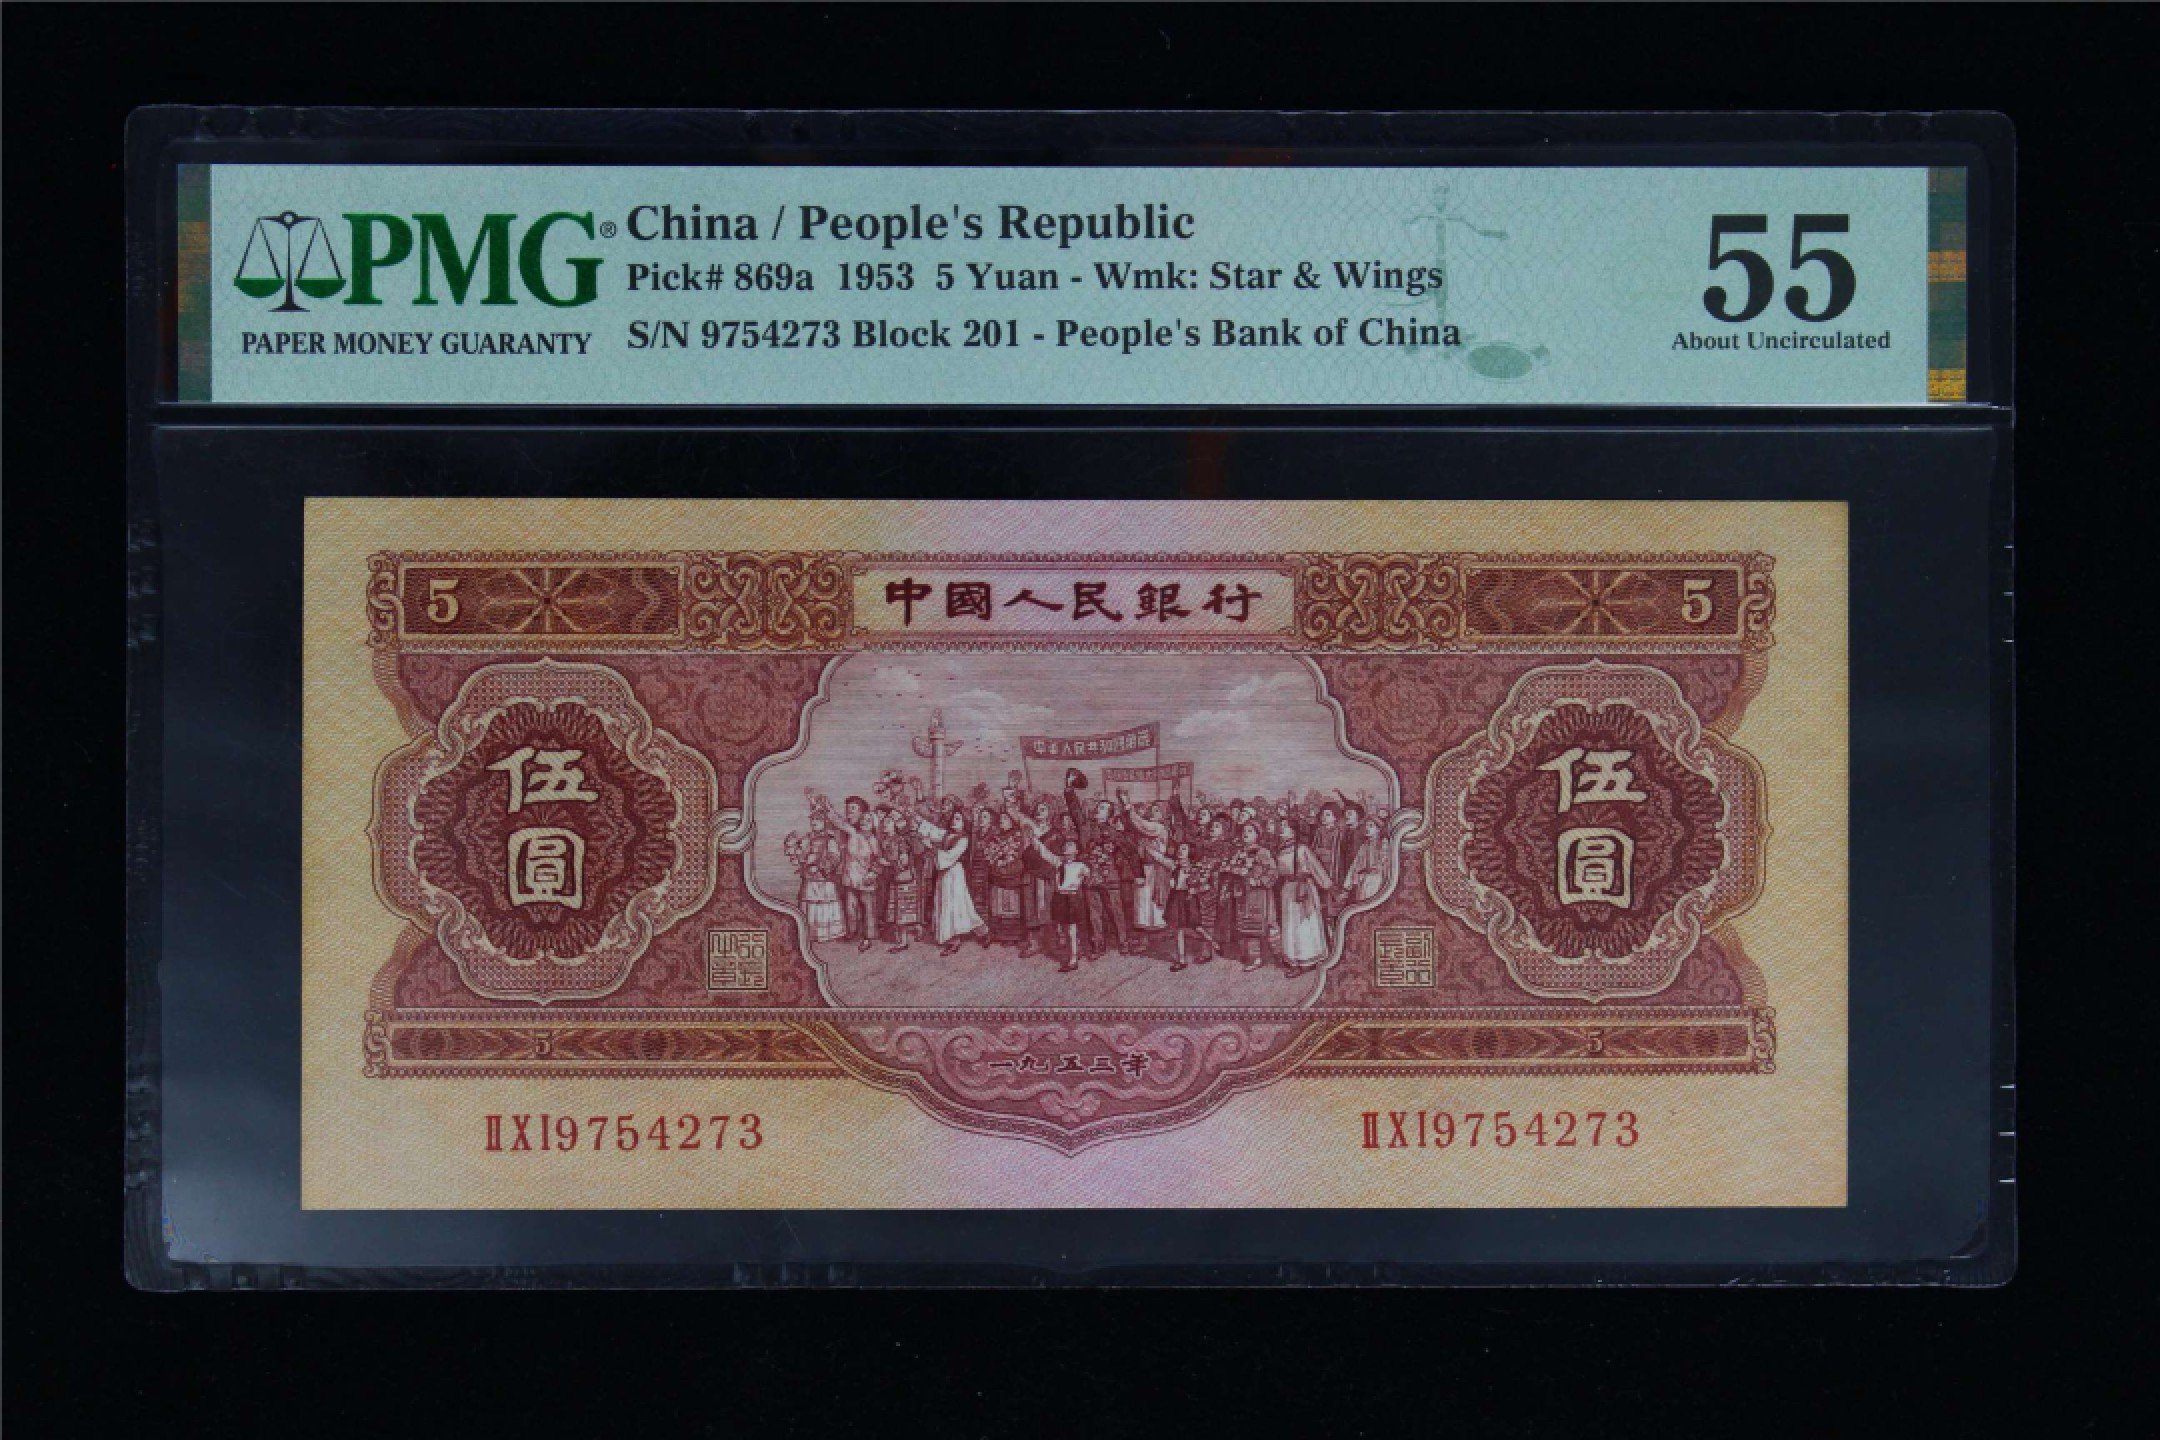 PMG®
PAPER MONEY GUARANTY
China / People's Republic
Pick# 869a 1953 5 Yuan - Wmk: Star & Wings
S/N 9754273 Block 201 - People's Bank of China
55
About Uncirculated
5 中國人民銀行 5
伍圓
伍圓
5 5
一九五三年
ⅡⅩⅠ9754273 ⅡⅩⅠ9754273